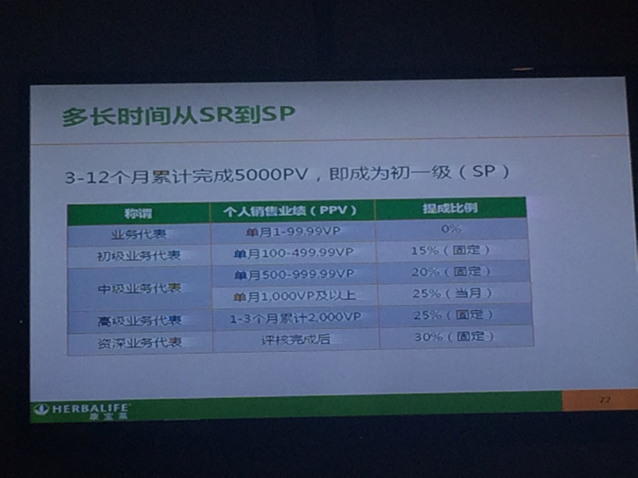 多长时间从SR到SP
3-12个月累计完成5000PV，即成为初一级（SP）
称谓 个人销售业绩（PPV） 提成比例
业务代表 单月1-99.99VP 0%
初级业务代表 单月100-499.99VP 15%（固定）
中级业务代表 单月500-999.99VP 20%（固定）
单月1,000VP及以上 25%（当月）
高级业务代表 1-3个月累计2,000VP 25%（固定）
资深业务代表 评核完成后 30%（固定）
HERBALIFE
康宝莱